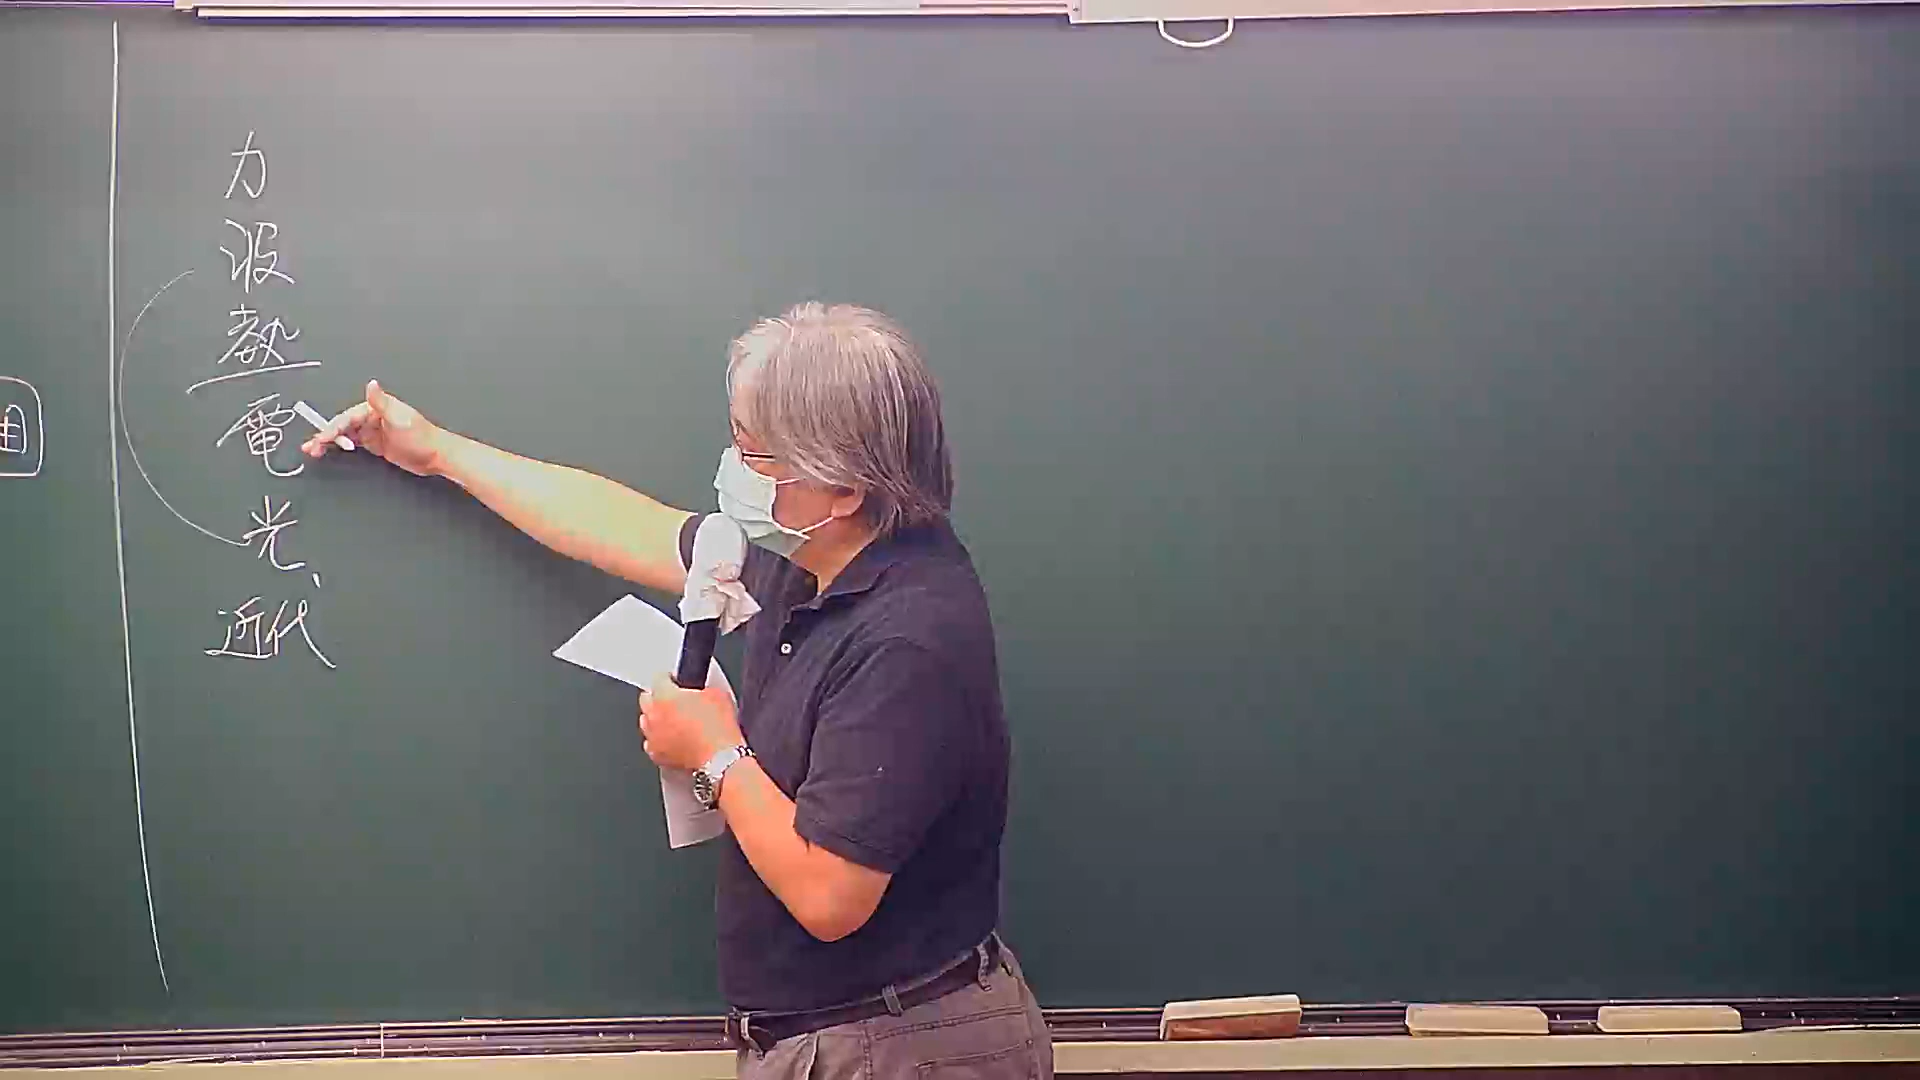 力
波
熱
電
光、
近代